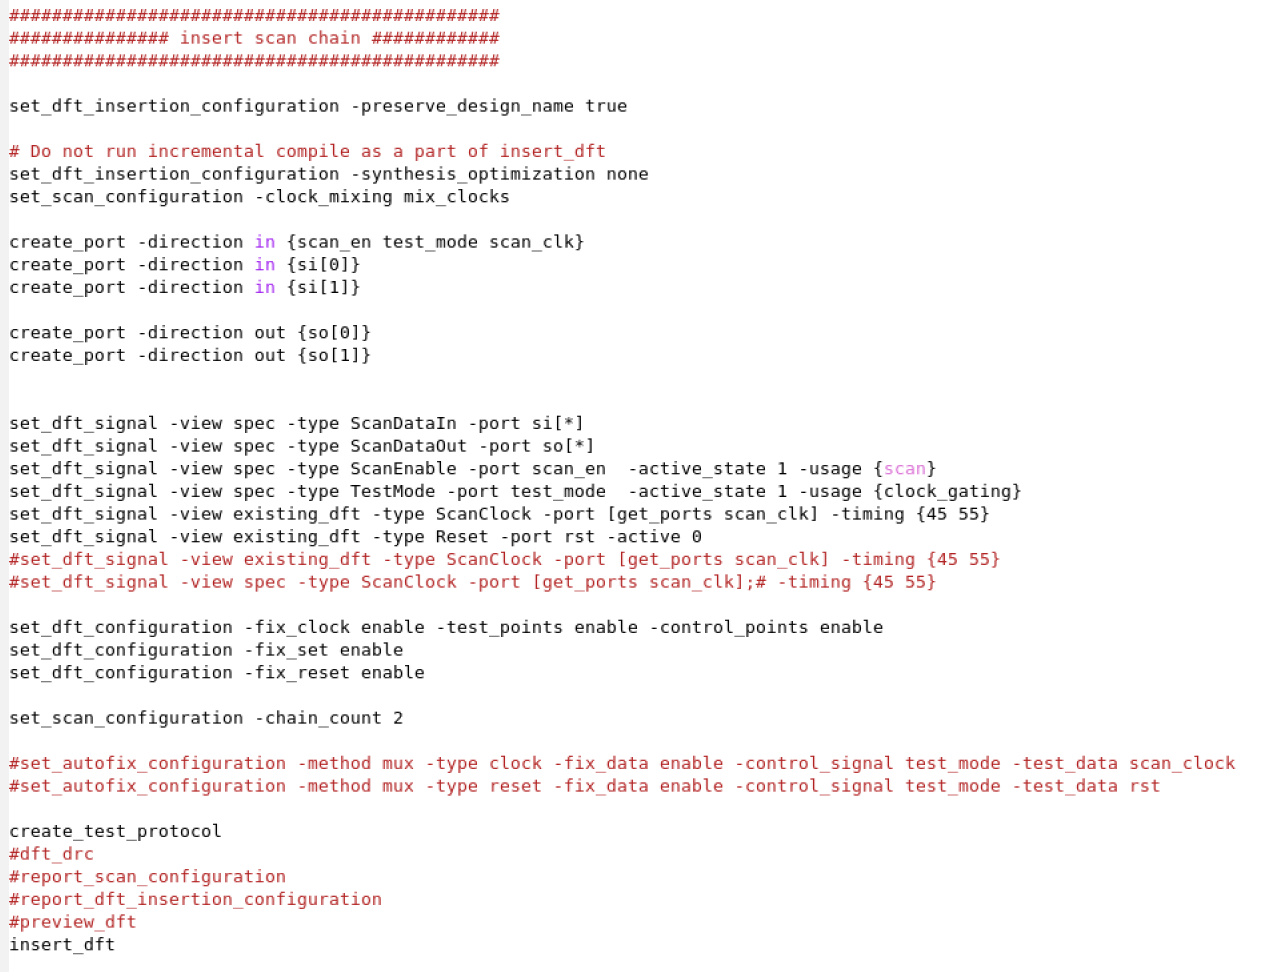 ##############################################
############### insert scan chain ############
##############################################
set_dft_insertion_configuration -preserve_design_name true
# Do not run incremental compile as a part of insert_dft
set_dft_insertion_configuration -synthesis_optimization none
set_scan_configuration -clock_mixing mix_clocks
create_port -direction in {scan_en test_mode scan_clk}
create_port -direction in {si[0]}
create_port -direction in {si[1]}
create_port -direction out {so[0]}
create_port -direction out {so[1]}
set_dft_signal -view spec -type ScanDataIn -port si[*]
set_dft_signal -view spec -type ScanDataOut -port so[*]
set_dft_signal -view spec -type ScanEnable -port scan_en  -active_state 1 -usage {scan}
set_dft_signal -view spec -type TestMode -port test_mode  -active_state 1 -usage {clock_gating}
set_dft_signal -view existing_dft -type ScanClock -port [get_ports scan_clk] -timing {45 55}
set_dft_signal -view existing_dft -type Reset -port rst -active 0
#set_dft_signal -view existing_dft -type ScanClock -port [get_ports scan_clk] -timing {45 55}
#set_dft_signal -view spec -type ScanClock -port [get_ports scan_clk];# -timing {45 55}
set_dft_configuration -fix_clock enable -test_points enable -control_points enable
set_dft_configuration -fix_set enable
set_dft_configuration -fix_reset enable
set_scan_configuration -chain_count 2
#set_autofix_configuration -method mux -type clock -fix_data enable -control_signal test_mode -test_data scan_clock
#set_autofix_configuration -method mux -type reset -fix_data enable -control_signal test_mode -test_data rst
create_test_protocol
#dft_drc
#report_scan_configuration
#report_dft_insertion_configuration
#preview_dft
insert_dft